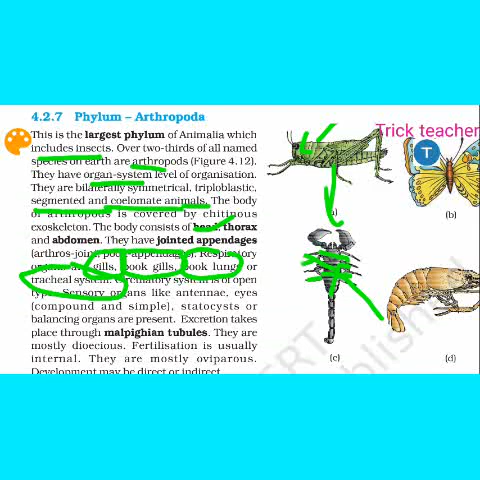 4.2.7 Phylum – Arthropoda
This is the largest phylum of Animalia which
includes insects. Over two-thirds of all named
species on earth are arthropods (Figure 4.12).
They have organ-system level of organisation.
They are bilaterally symmetrical, triploblastic,
segmented and coelomate animals. The body
of arthropods is covered by chitinous
exoskeleton. The body consists of head, thorax
and abdomen. They have jointed appendages
(arthros-joint, poda-appendages). Respiratory
organs are gills, book gills, book lungs or
tracheal system. Circulatory system is of open
type. Sensory organs like antennae, eyes
(compound and simple), statocysts or
balancing organs are present. Excretion takes
place through malpighian tubules. They are
mostly dioecious. Fertilisation is usually
internal. They are mostly oviparous.
Development may be direct or indirect.
Trick teacher
T
(b)
(c)
(d)